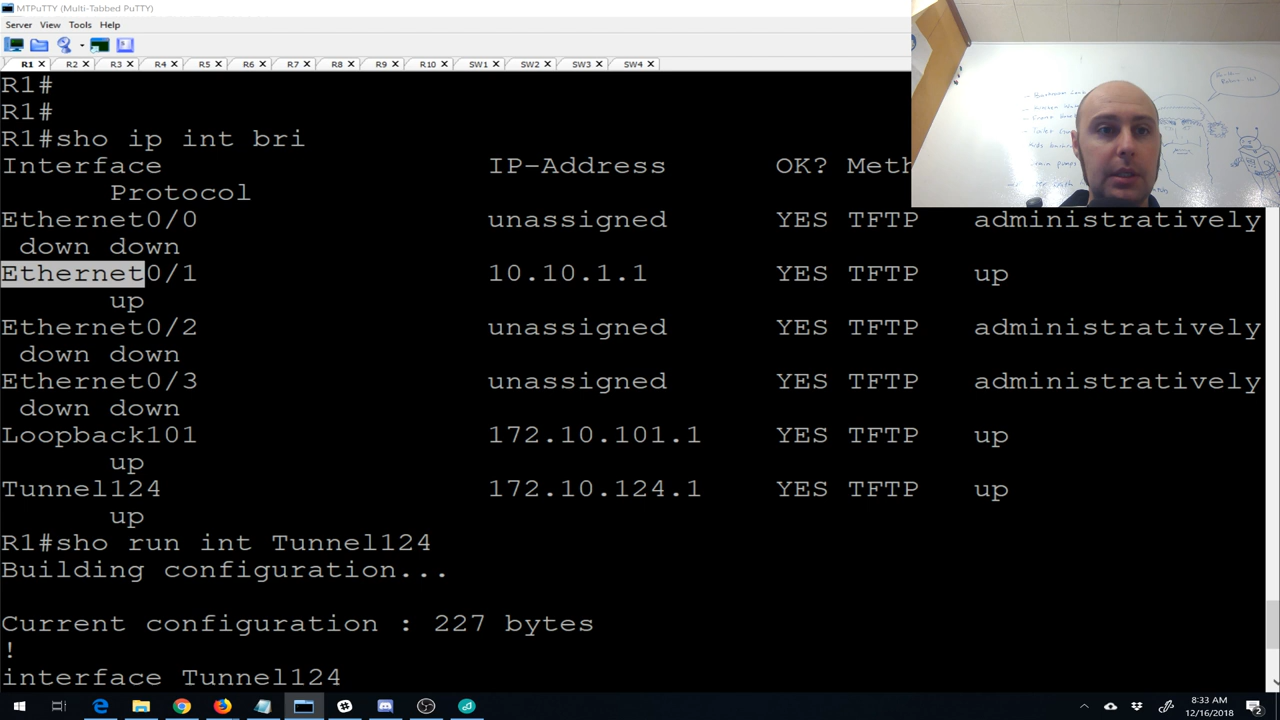 MTPuTTY (Multi-Tabbed PuTTY)
Server View Tools Help
R1 R2 R3 R4 R5 R6 R7 R8 R9 R10 SW1 SW2 SW3 SW4
R1#
R1#
R1#sho ip int bri
Interface IP-Address OK? Meth
Protocol
Ethernet0/0 unassigned YES TFTP administratively
down down
Ethernet0/1 10.10.1.1 YES TFTP up
up
Ethernet0/2 unassigned YES TFTP administratively
down down
Ethernet0/3 unassigned YES TFTP administratively
down down
Loopback101 172.10.101.1 YES TFTP up
up
Tunnel124 172.10.124.1 YES TFTP up
up
R1#sho run int Tunnel124
Building configuration...
Current configuration : 227 bytes
!
interface Tunnel124
8:33 AM
12/16/2018
2